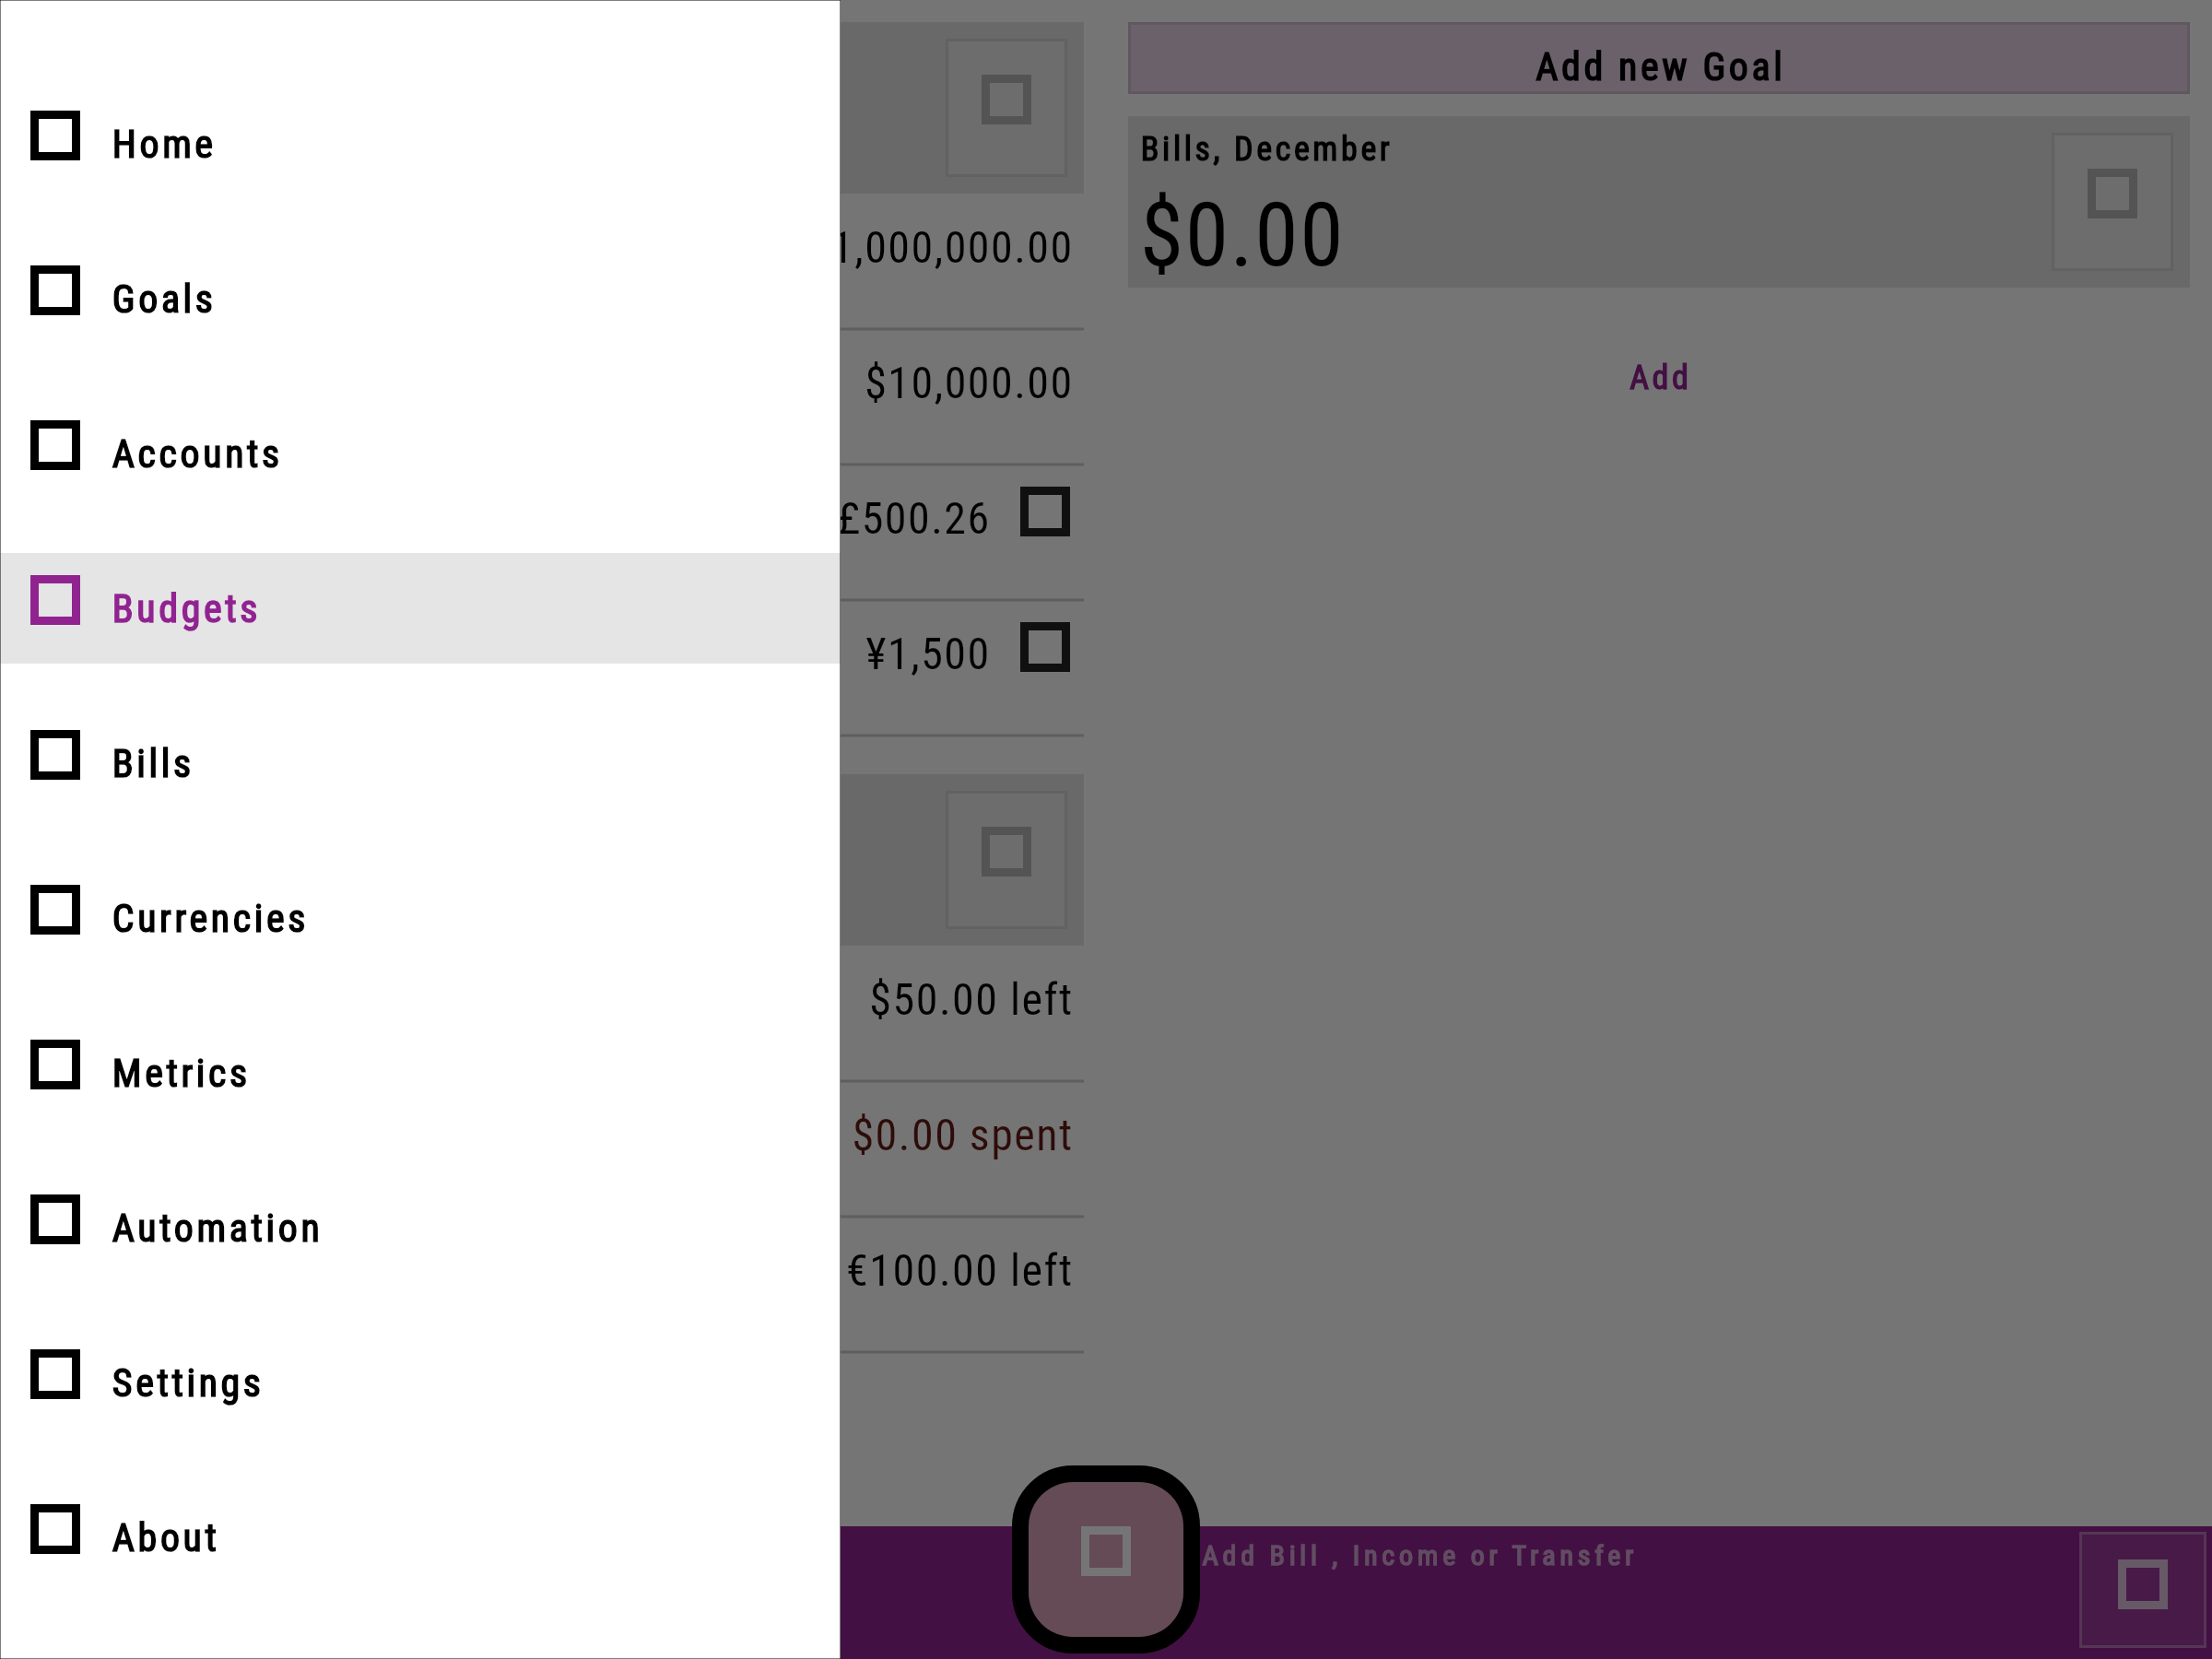 Home
Goals
Accounts
Budgets
Bills
Currencies
Metrics
Automation
Settings
About
1,000,000.00
$10,000.00
£500.26
¥1,500
$50.00 left
$0.00 spent
€100.00 left
Add new Goal
Bills, December
$0.00
Add
Add Bill , Income or Transfer